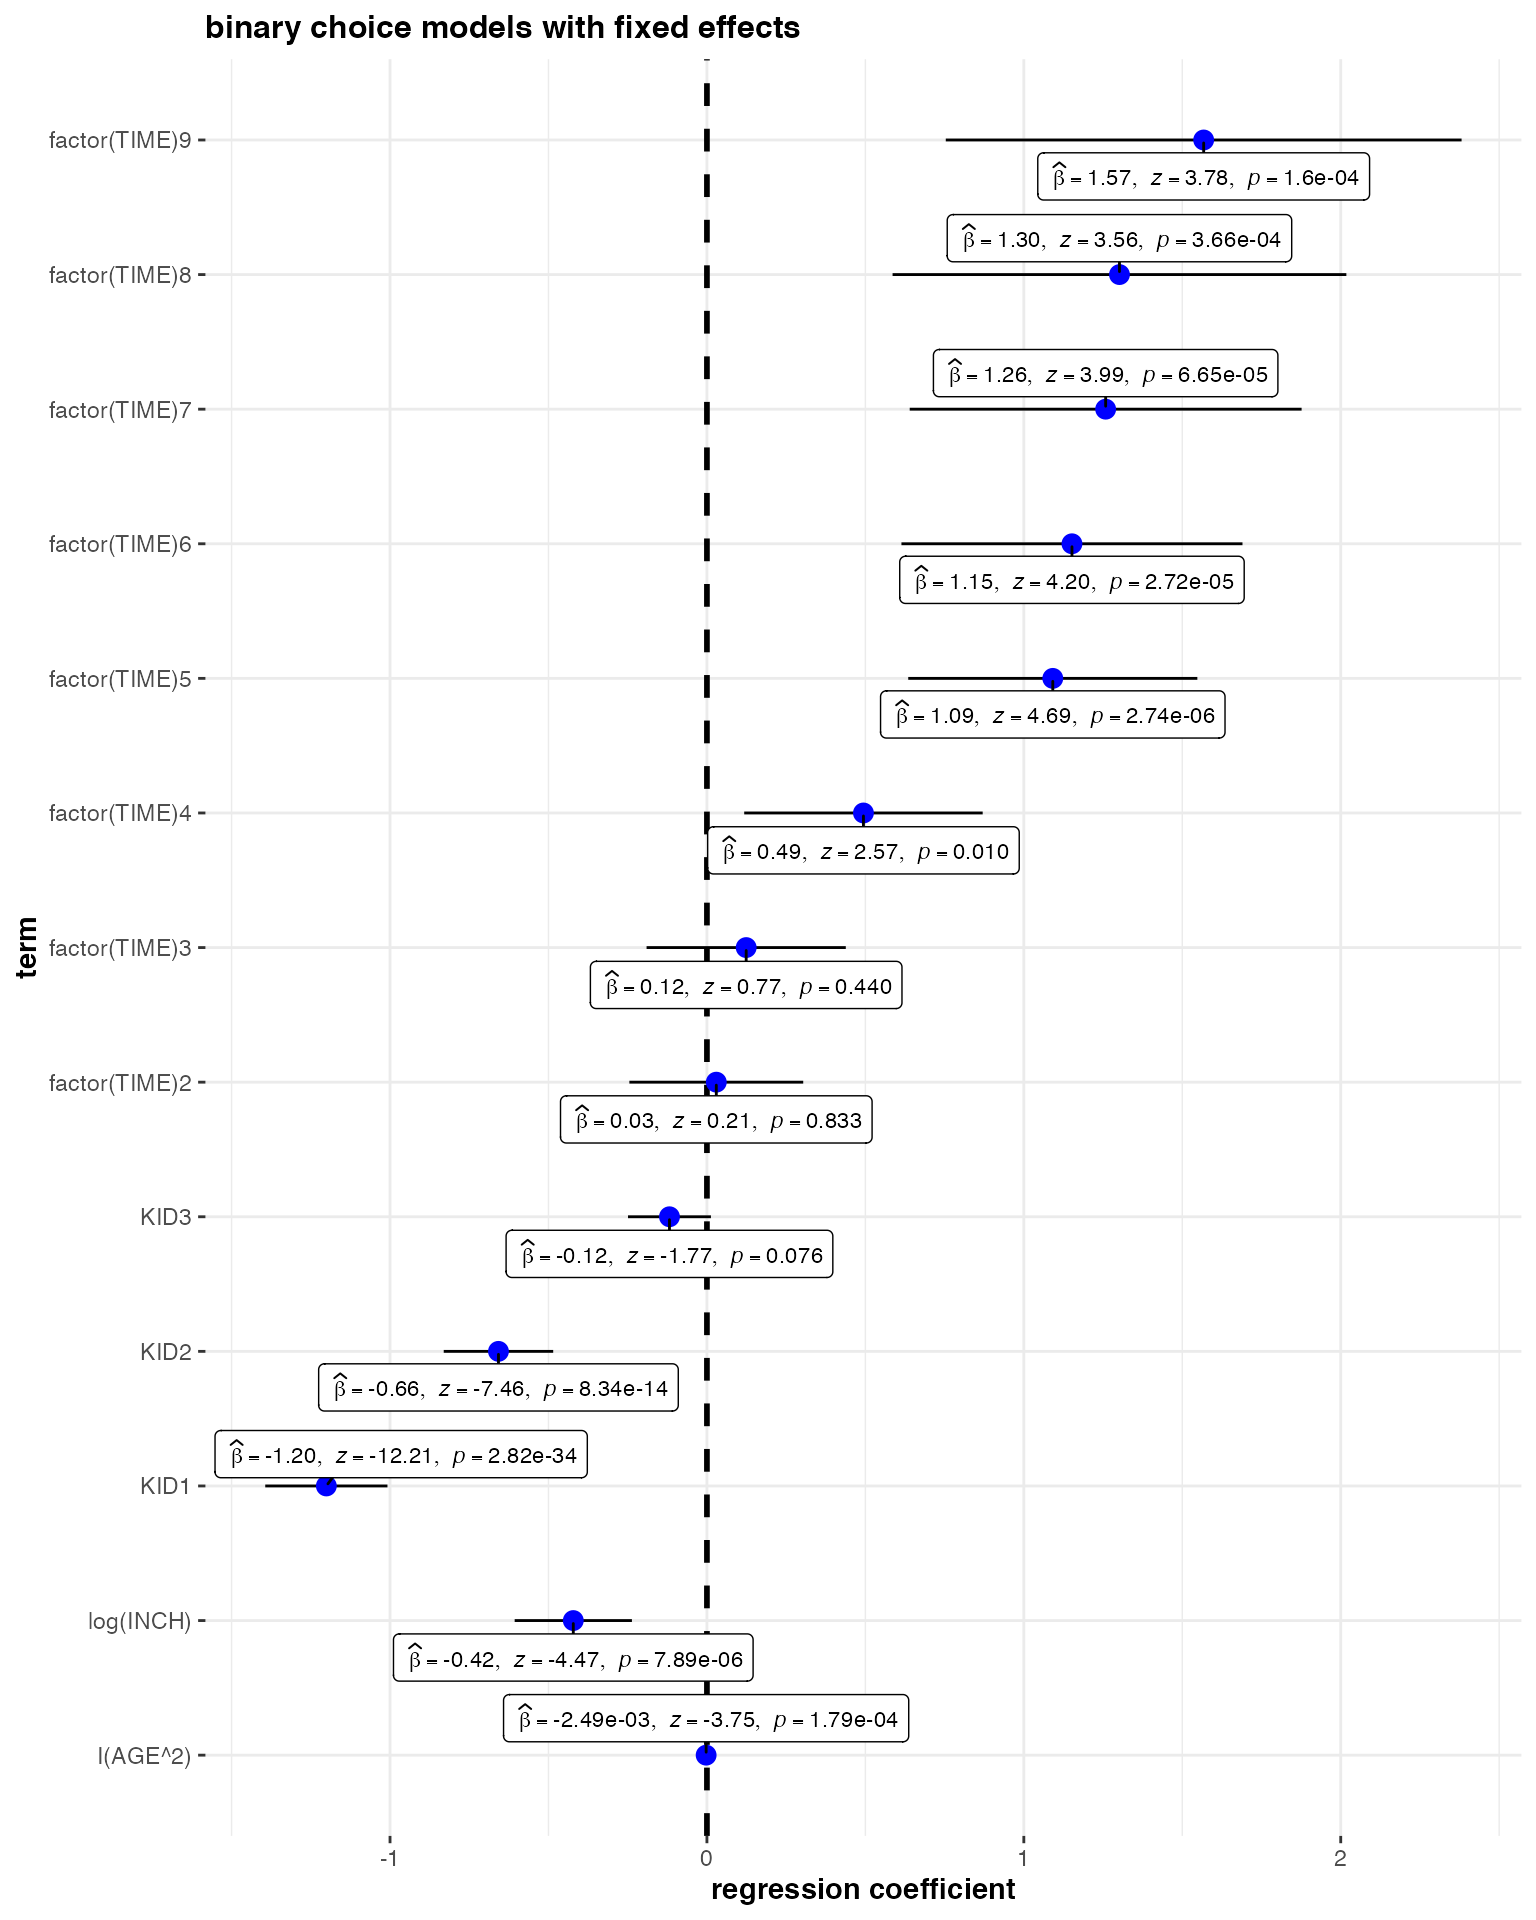 binary choice models with fixed effects
factor(TIME)9
β̂ = 1.57, z = 3.78, p = 1.6e-04
β̂ = 1.30, z = 3.56, p = 3.66e-04
factor(TIME)8
β̂ = 1.26, z = 3.99, p = 6.65e-05
factor(TIME)7
factor(TIME)6
β̂ = 1.15, z = 4.20, p = 2.72e-05
factor(TIME)5
β̂ = 1.09, z = 4.69, p = 2.74e-06
factor(TIME)4
β̂ = 0.49, z = 2.57, p = 0.010
term
factor(TIME)3
β̂ = 0.12, z = 0.77, p = 0.440
factor(TIME)2
β̂ = 0.03, z = 0.21, p = 0.833
KID3
β̂ = -0.12, z = -1.77, p = 0.076
KID2
β̂ = -0.66, z = -7.46, p = 8.34e-14
β̂ = -1.20, z = -12.21, p = 2.82e-34
KID1
log(INCH)
β̂ = -0.42, z = -4.47, p = 7.89e-06
β̂ = -2.49e-03, z = -3.75, p = 1.79e-04
I(AGE^2)
-1 0 1 2
regression coefficient